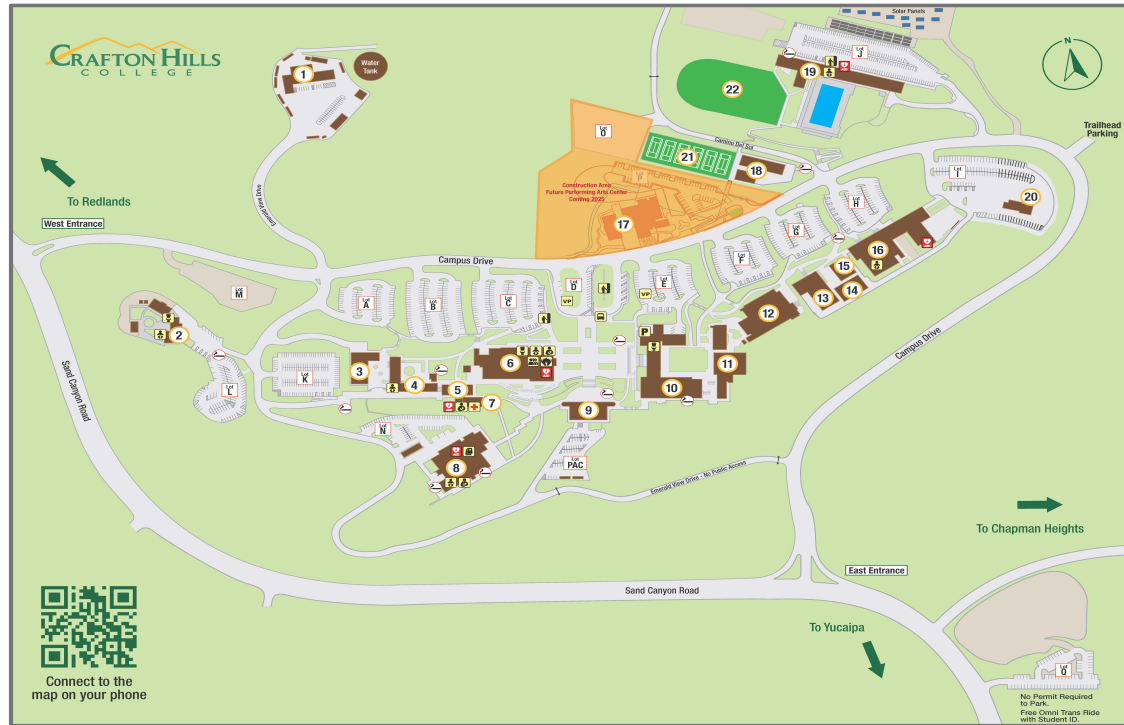 CRAFTON HILLS
COLLEGE
Solar Panels
N
Water
Tank
1
Lot
J
19
22
Trailhead
Parking
Lot
O
Camino Del Sol
21
18
Lot
I
20
To Redlands
West Entrance
Emerald View Drive
Construction Area
Future Performing Arts Center
Coming 2025
17
Lot
H
Lot
G
16
Lot
F
15
14
13
Campus Drive
Lot
M
Lot
A
Lot
B
Lot
C
Lot
D
VP
VP
Lot
E
12
P
2
Lot
K
3
4
5
6
7
10
11
Campus Drive
Lot
L
9
Sand Canyon Road
Lot
N
8
Lot
PAC
Emerald View Drive - No Public Access
To Chapman Heights
East Entrance
Sand Canyon Road
To Yucaipa
Connect to the
map on your phone
Lot
Q
No Permit Required
to Park.
Free Omni Trans Ride
with Student ID.